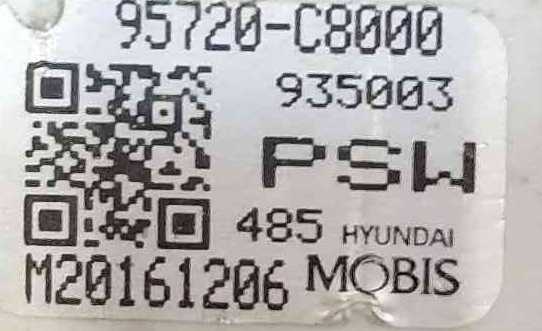 95720-C8000
935003
PSW
485 HYUNDAI
M20161206 MOBIS